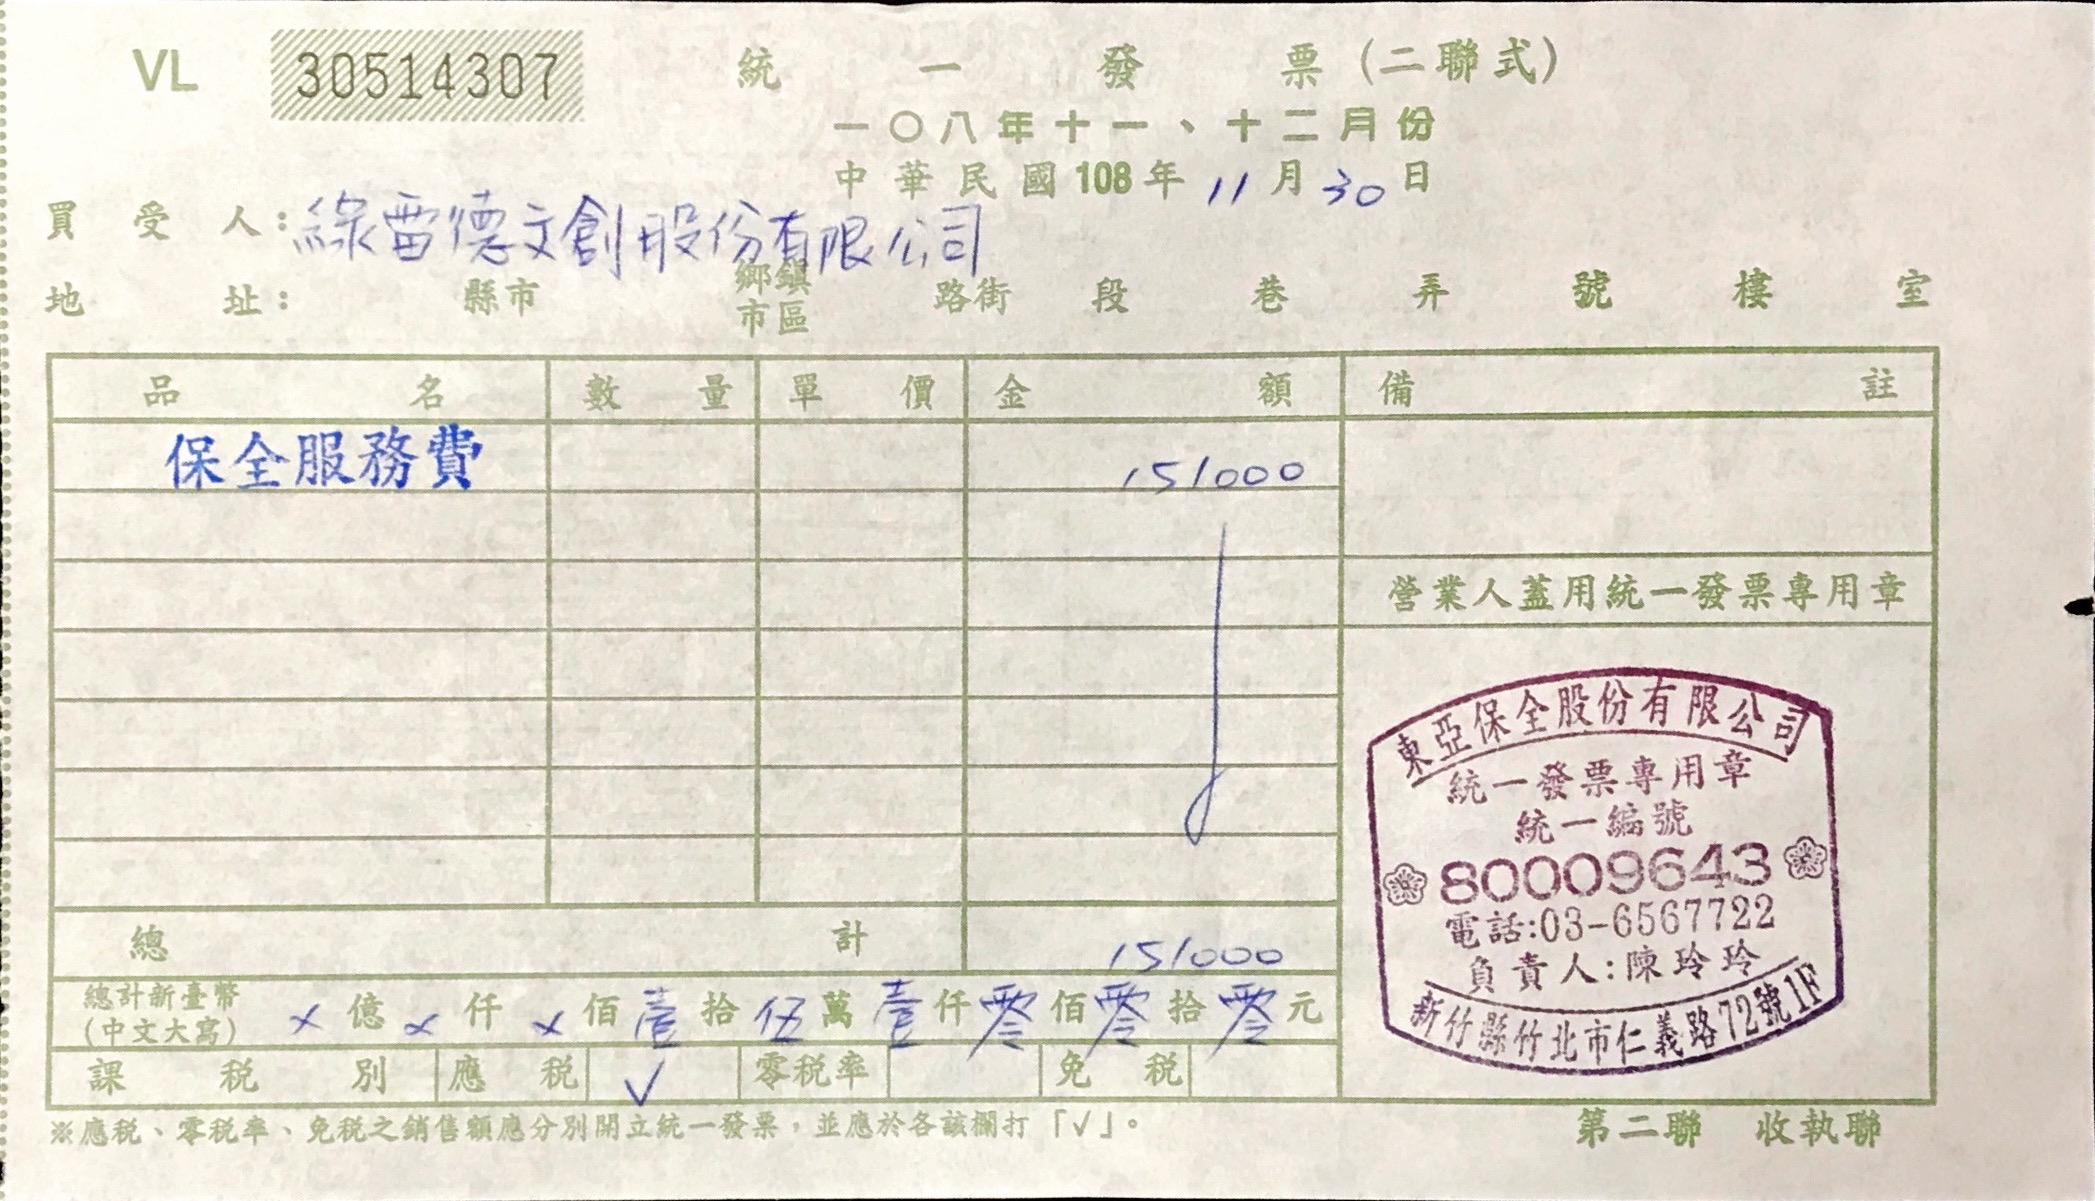 VL 30514307 統一發票(二聯式)
一〇八年十一、十二月份
中華民國108年11月30日
買受人:綠雷德文創股份有限公司
地址: 縣市 鄉鎮市區 路街 段 巷 弄 號 樓 室
品名 數量 單價 金額 備註
保全服務費 151000
營業人蓋用統一發票專用章
東亞保全股份有限公司
統一發票專用章
統一編號
80009643
電話:03-6567722
負責人:陳玲玲
新竹縣竹北市仁義路72號1F
總計 151000
總計新臺幣(中文大寫) ×億×仟×佰壹拾伍萬壹仟零佰零拾零元
課稅別 應稅 √ 零稅率 免稅
※應稅、零稅率、免稅之銷售額應分別開立統一發票,並應於各該欄打「√」。
第二聯 收執聯